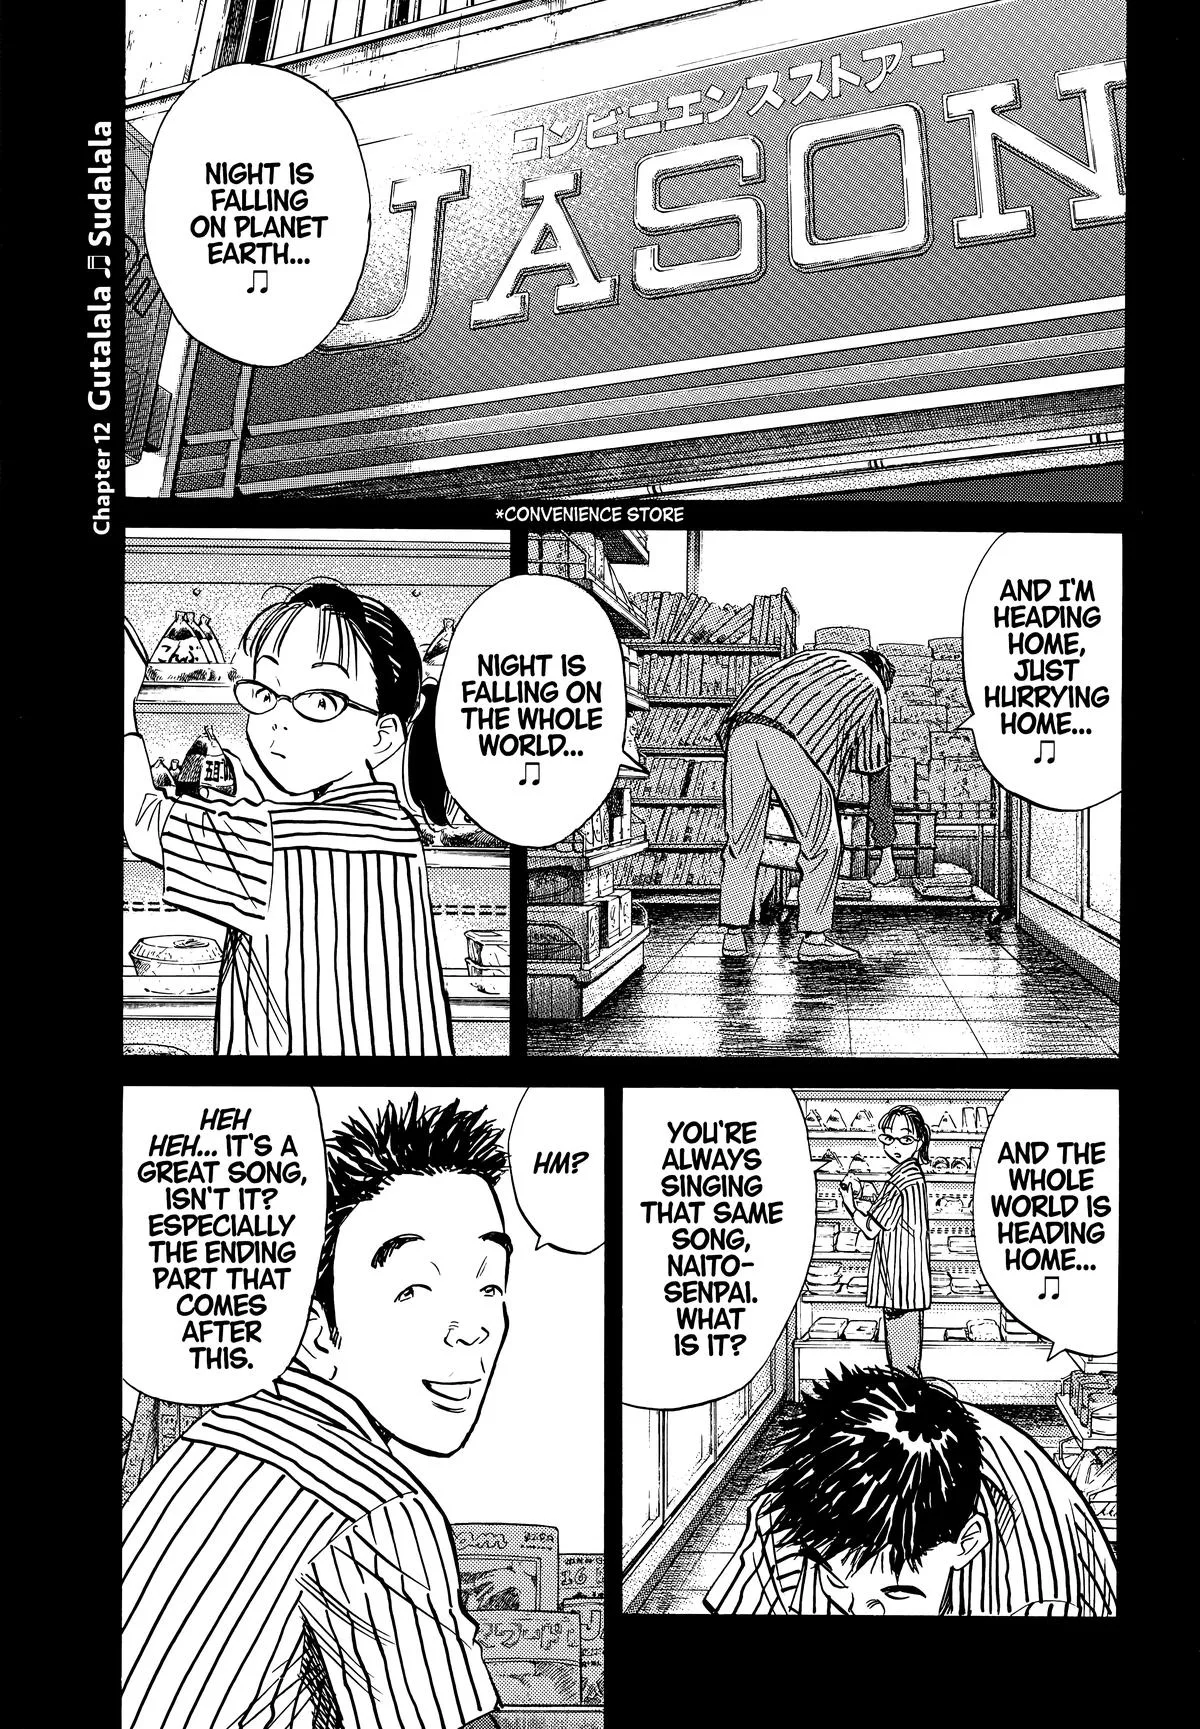 Chapter 12 Gutalala ♫ Sudalala
コンビニエンスストアー
JASON
NIGHT IS
FALLING
ON PLANET
EARTH...
♫
*CONVENIENCE STORE
AND I'M
HEADING
HOME,
JUST
HURRYING
HOME...
♫
NIGHT IS
FALLING ON
THE WHOLE
WORLD...
♫
五目
AND THE
WHOLE
WORLD IS
HEADING
HOME...
♫
YOU'RE
ALWAYS
SINGING
THAT SAME
SONG,
NAITO-
SENPAI.
WHAT
IS IT?
HM?
HEH
HEH... IT'S A
GREAT SONG,
ISN'T IT?
ESPECIALLY
THE ENDING
PART THAT
COMES
AFTER
THIS.
16